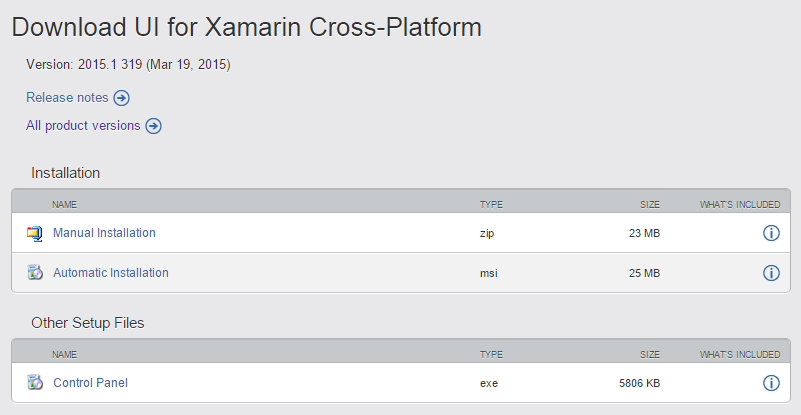 Download UI for Xamarin Cross-Platform
Version: 2015.1 319 (Mar 19, 2015)
Release notes
All product versions
Installation
NAME TYPE SIZE WHAT'S INCLUDED
Manual Installation zip 23 MB
Automatic Installation msi 25 MB
Other Setup Files
NAME TYPE SIZE WHAT'S INCLUDED
Control Panel exe 5806 KB